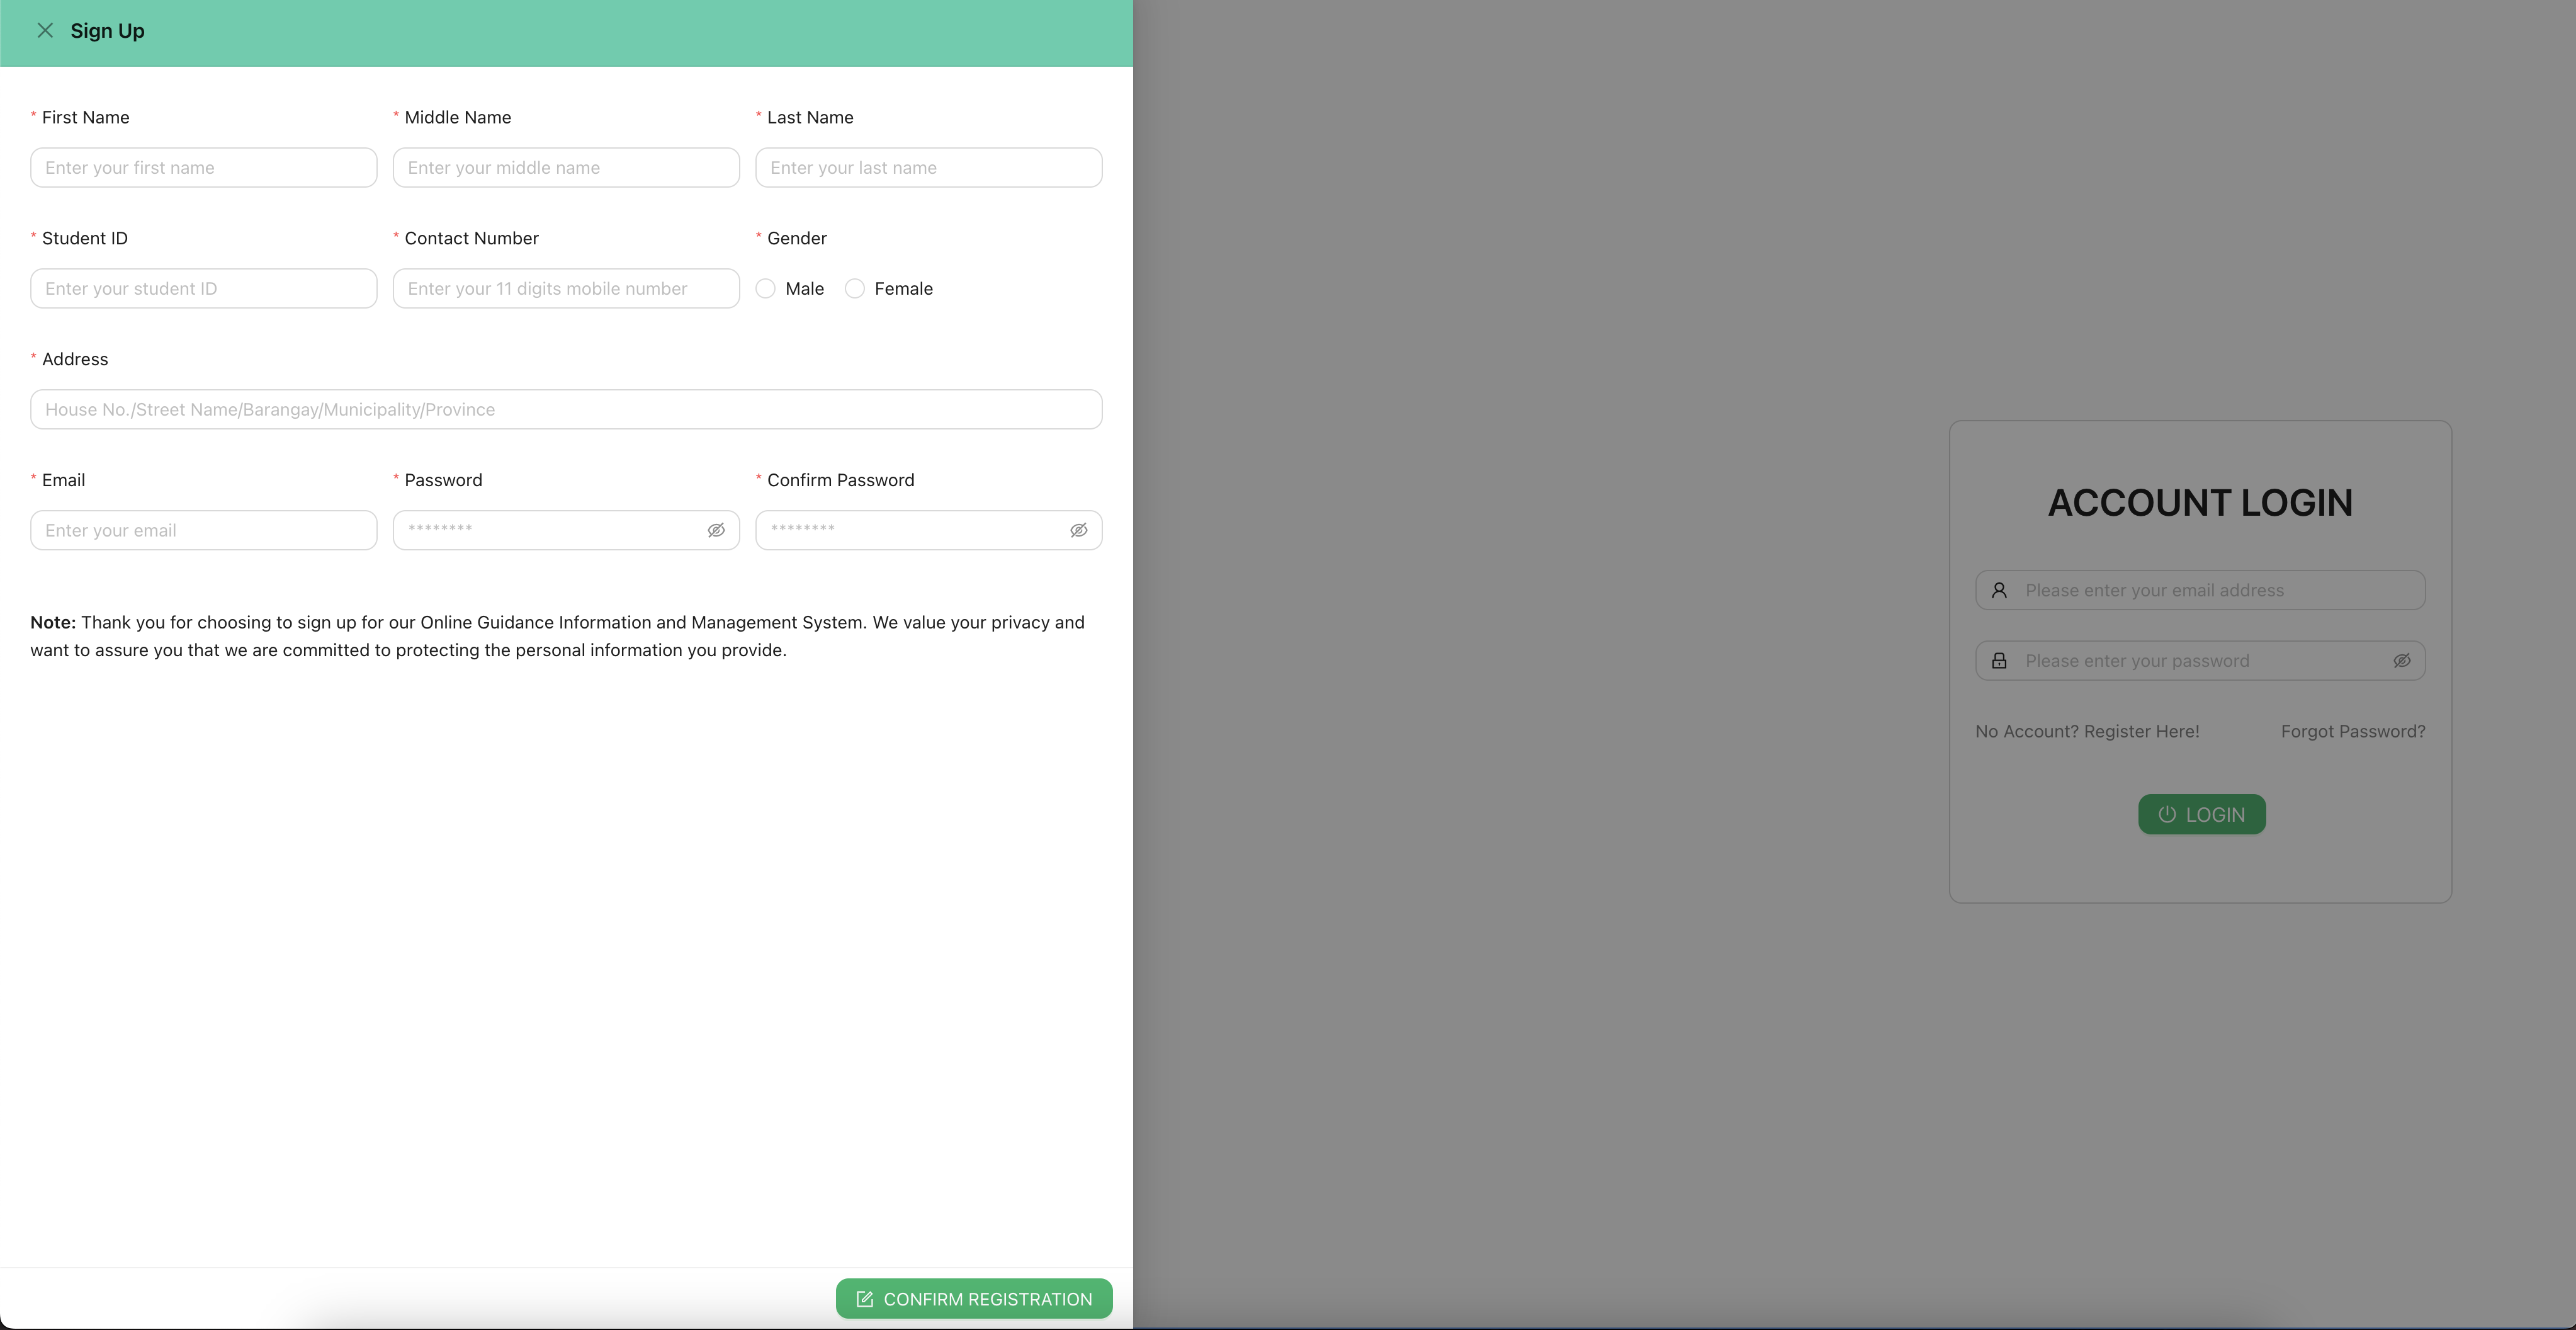 Sign Up
* First Name
* Middle Name
* Last Name
Enter your first name
Enter your middle name
Enter your last name
* Student ID
* Contact Number
* Gender
Enter your student ID
Enter your 11 digits mobile number
Male
Female
* Address
House No./Street Name/Barangay/Municipality/Province
* Email
* Password
* Confirm Password
Enter your email
********
********
Note: Thank you for choosing to sign up for our Online Guidance Information and Management System. We value your privacy and
want to assure you that we are committed to protecting the personal information you provide.
CONFIRM REGISTRATION
ACCOUNT LOGIN
Please enter your email address
Please enter your password
No Account? Register Here!
Forgot Password?
LOGIN